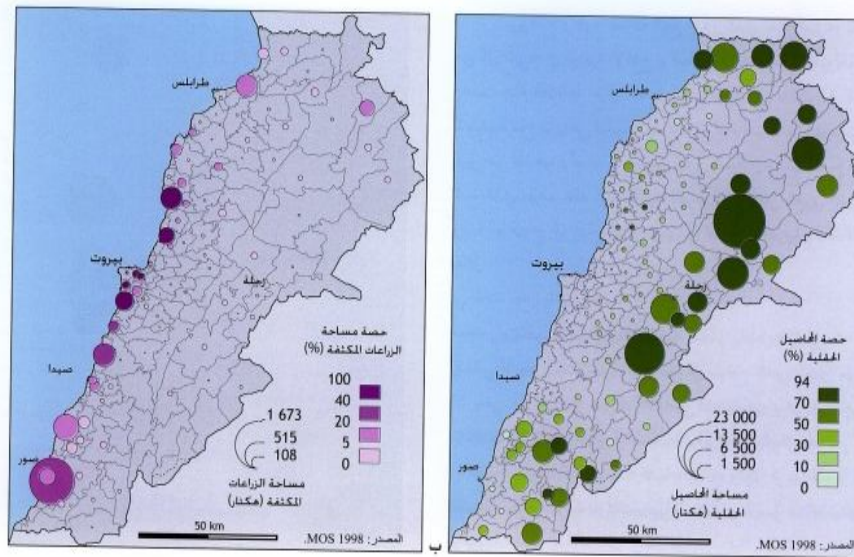 طرابلس
بيروت
زحلة
صيدا
صور
حصة مساحة
الزراعات المكثفة (%)
100
40
20
5
0
1 673
515
108
مساحة الزراعات
المكثفة (هكتار)
50 km
المصدر: MOS 1998.
ب
طرابلس
بيروت
زحلة
صيدا
صور
حصة المحاصيل
الحقلية (%)
94
70
50
30
10
0
23 000
13 500
6 500
1 500
مساحة المحاصيل
الحقلية (هكتار)
50 km
المصدر: MOS 1998.